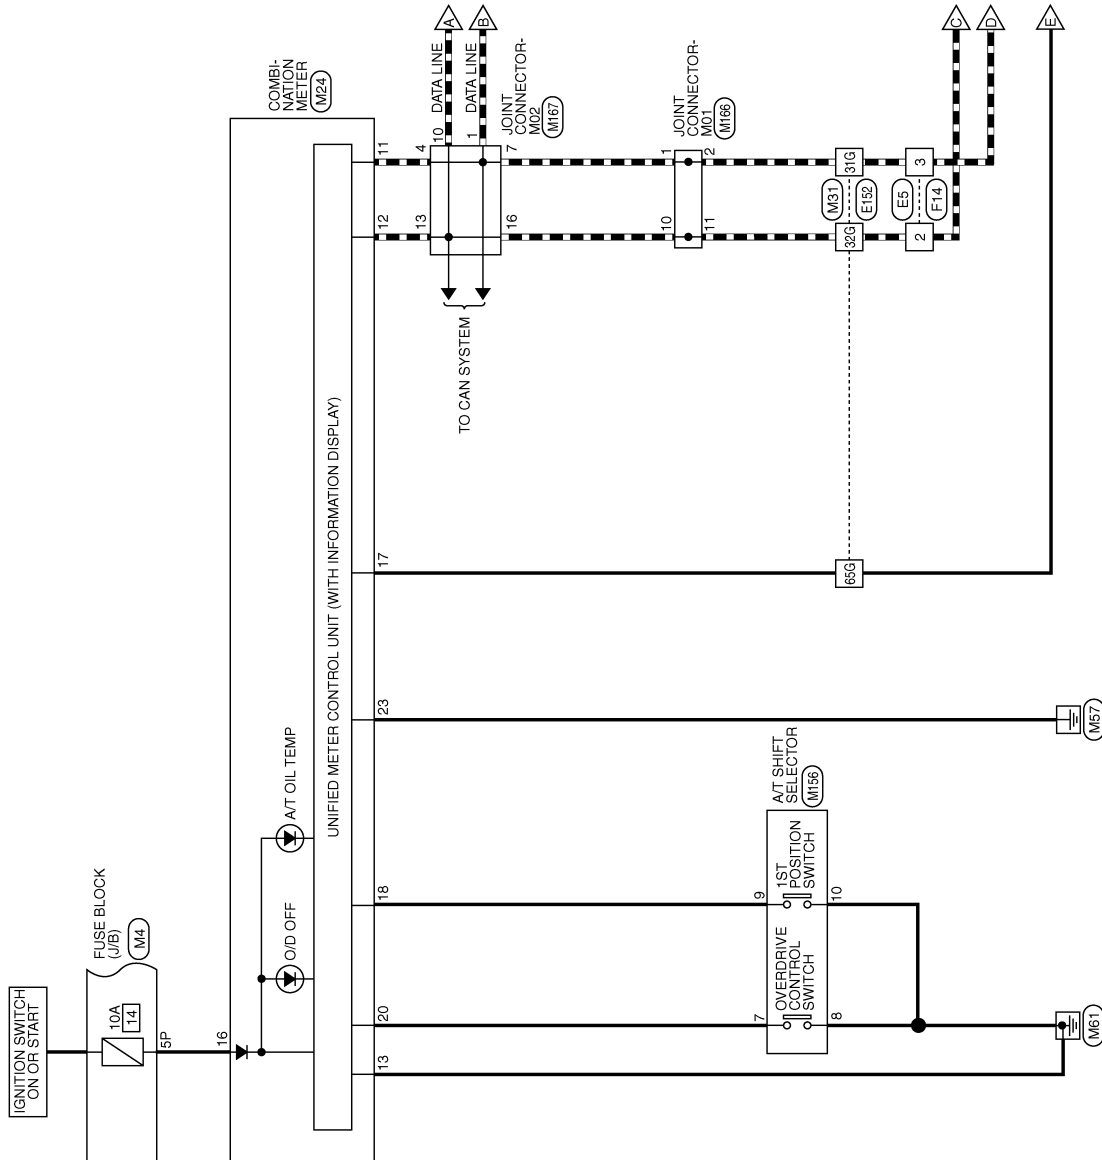 IGNITION SWITCH
ON OR START
FUSE BLOCK
(J/B)
M4
10A
14
5P
16
COMBI-
NATION
METER
M24
O/D OFF
A/T OIL TEMP
UNIFIED METER CONTROL UNIT (WITH INFORMATION DISPLAY)
13
20
18
23
17
12
11
A
B
DATA LINE
DATA LINE
10
1
4
13
7
16
JOINT
CONNECTOR-
M02
M167
TO CAN SYSTEM
JOINT
CONNECTOR-
M01
M166
1
2
10
11
A/T SHIFT
SELECTOR
M156
7
OVERDRIVE
CONTROL
SWITCH
8
9
1ST
POSITION
SWITCH
10
65G
32G
31G
M31
E152
2
3
E5
F14
C
D
E
M61
M57